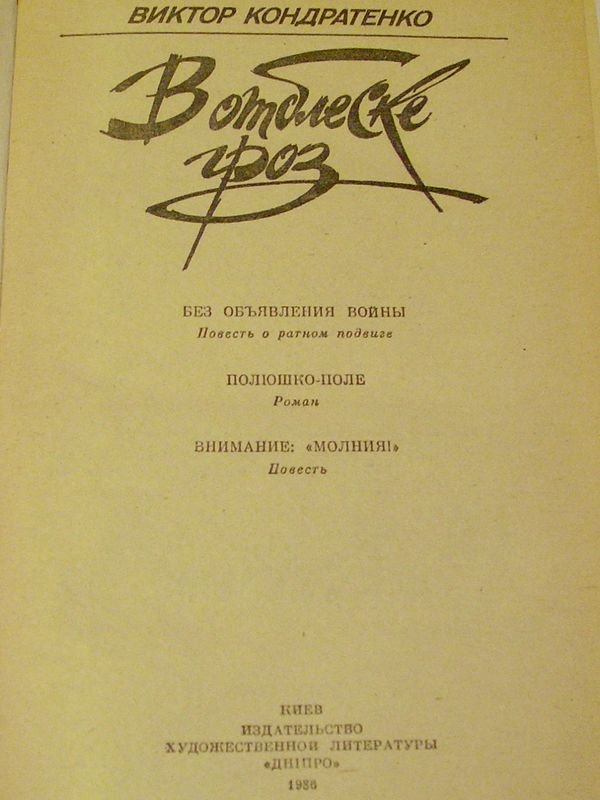 ВИКТОР КОНДРАТЕНКО
В отблеске
гроз
БЕЗ ОБЪЯВЛЕНИЯ ВОЙНЫ
Повесть о ратном подвиге
ПОЛЮШКО-ПОЛЕ
Роман
ВНИМАНИЕ: «МОЛНИЯ!»
Повесть
КИЕВ
ИЗДАТЕЛЬСТВО
ХУДОЖЕСТВЕННОЙ ЛИТЕРАТУРЫ
«ДНІПРО»
1986